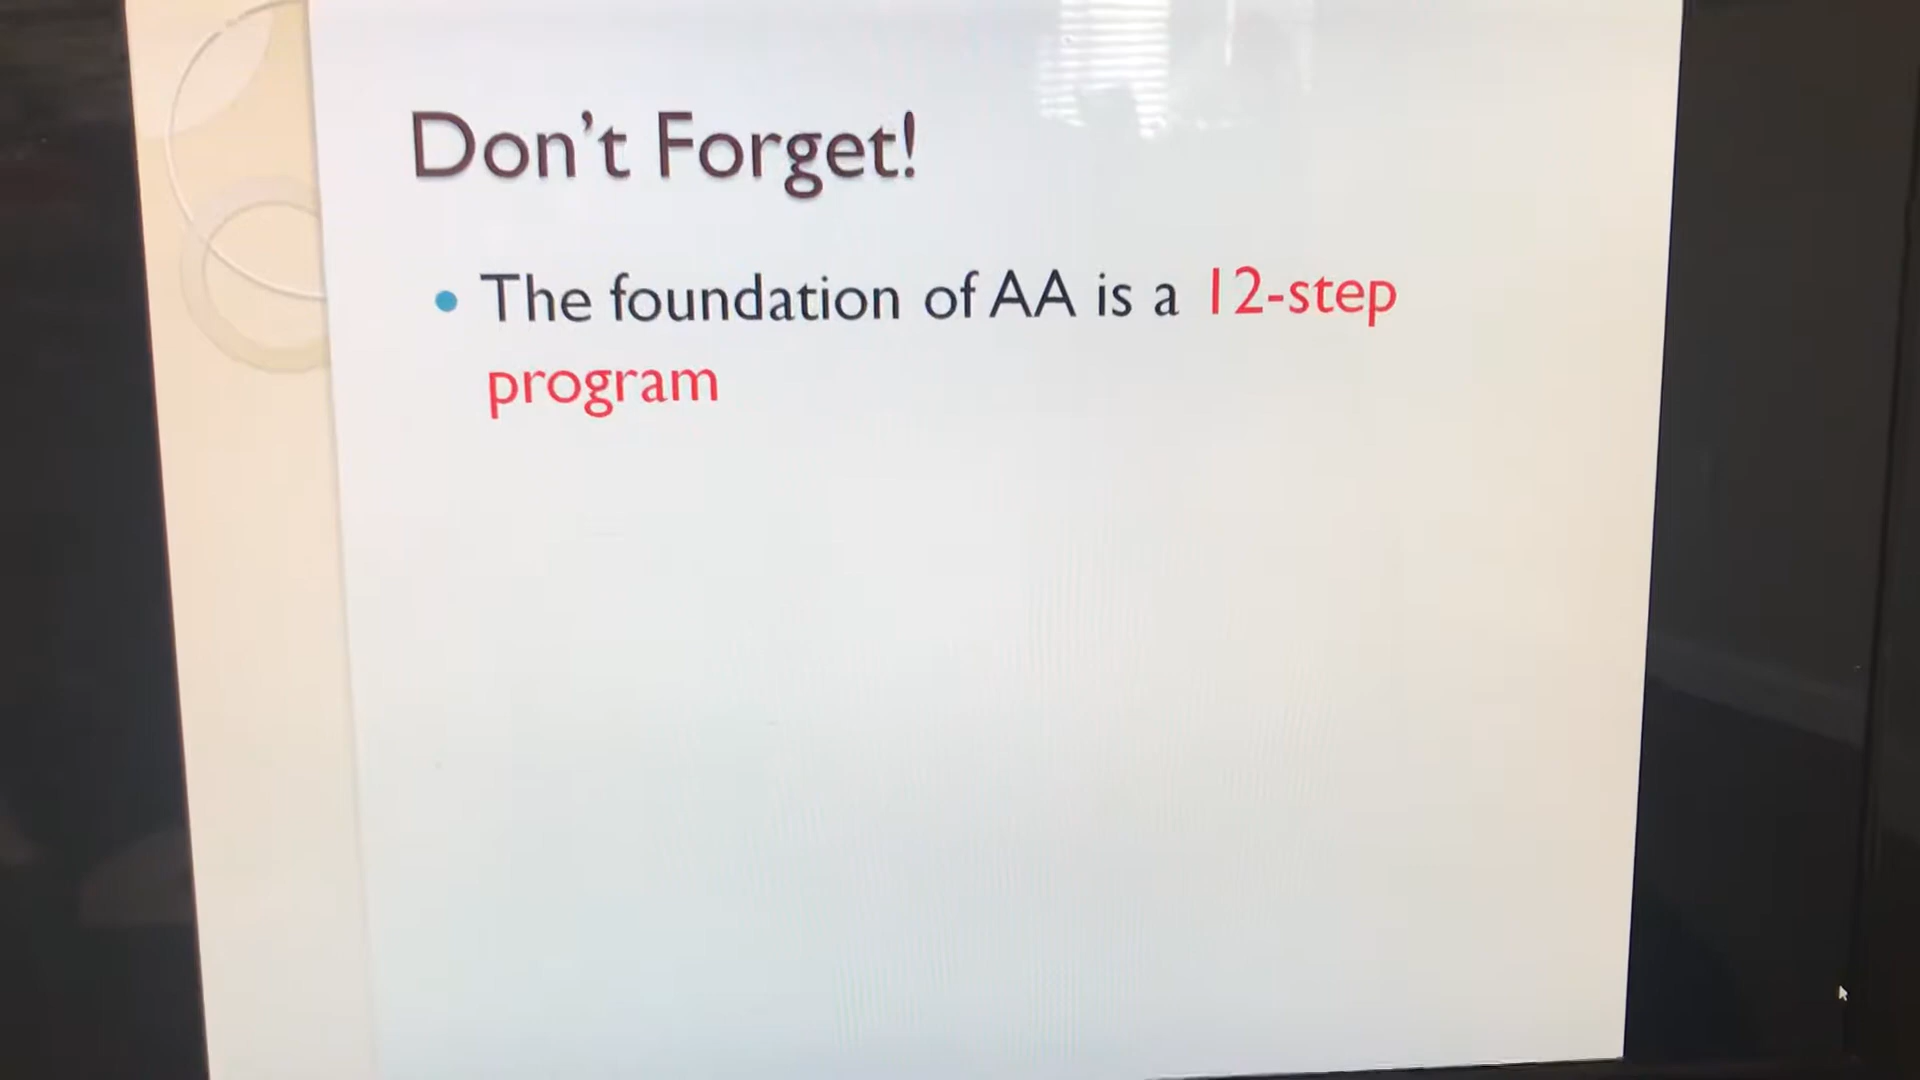 Don't Forget!
• The foundation of AA is a 12-step
program